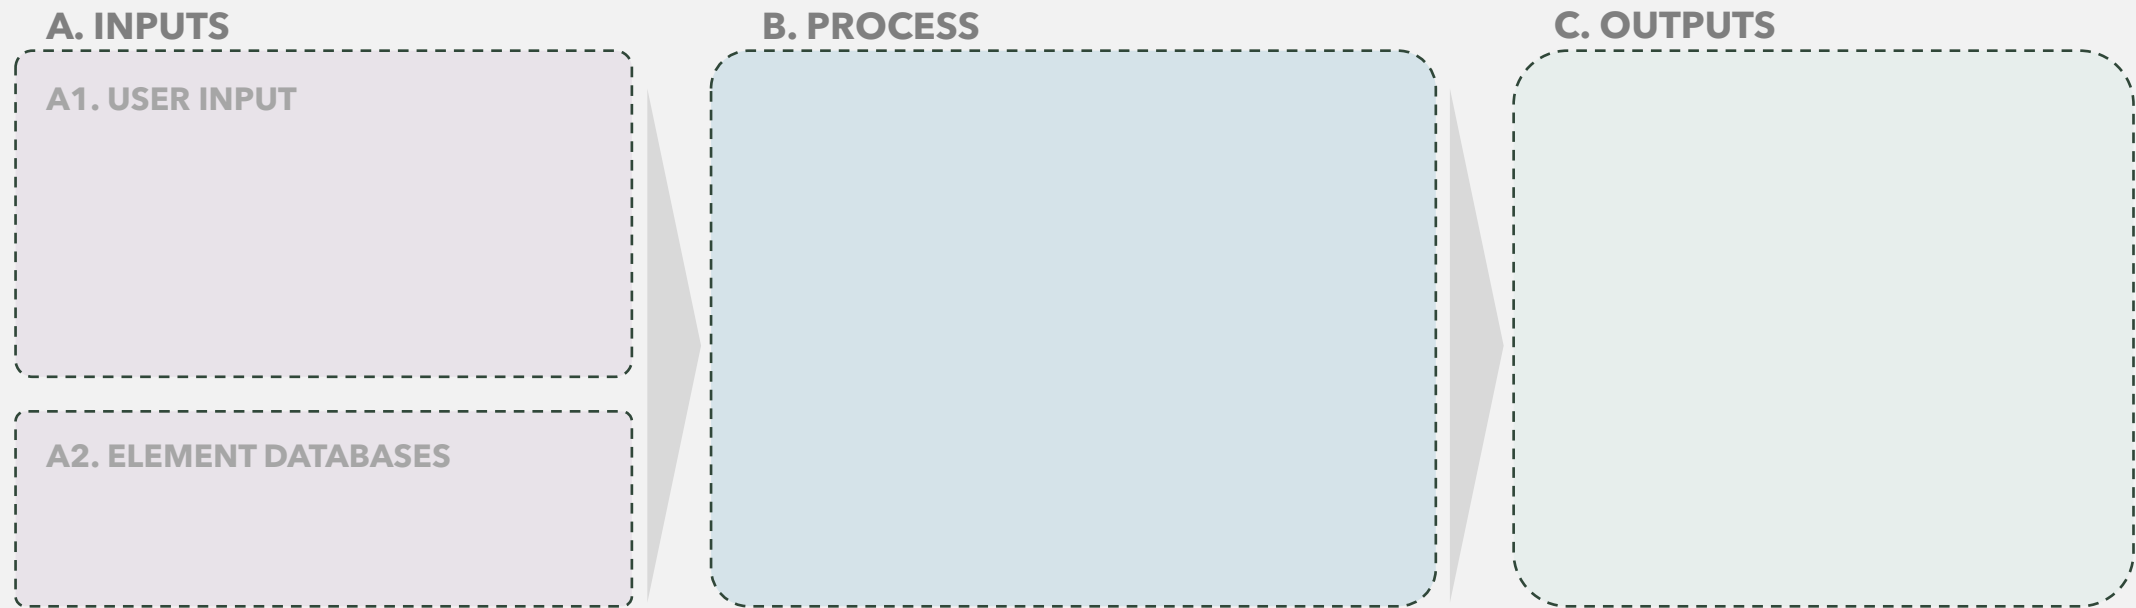 A. INPUTS
A1. USER INPUT
A2. ELEMENT DATABASES
B. PROCESS
C. OUTPUTS